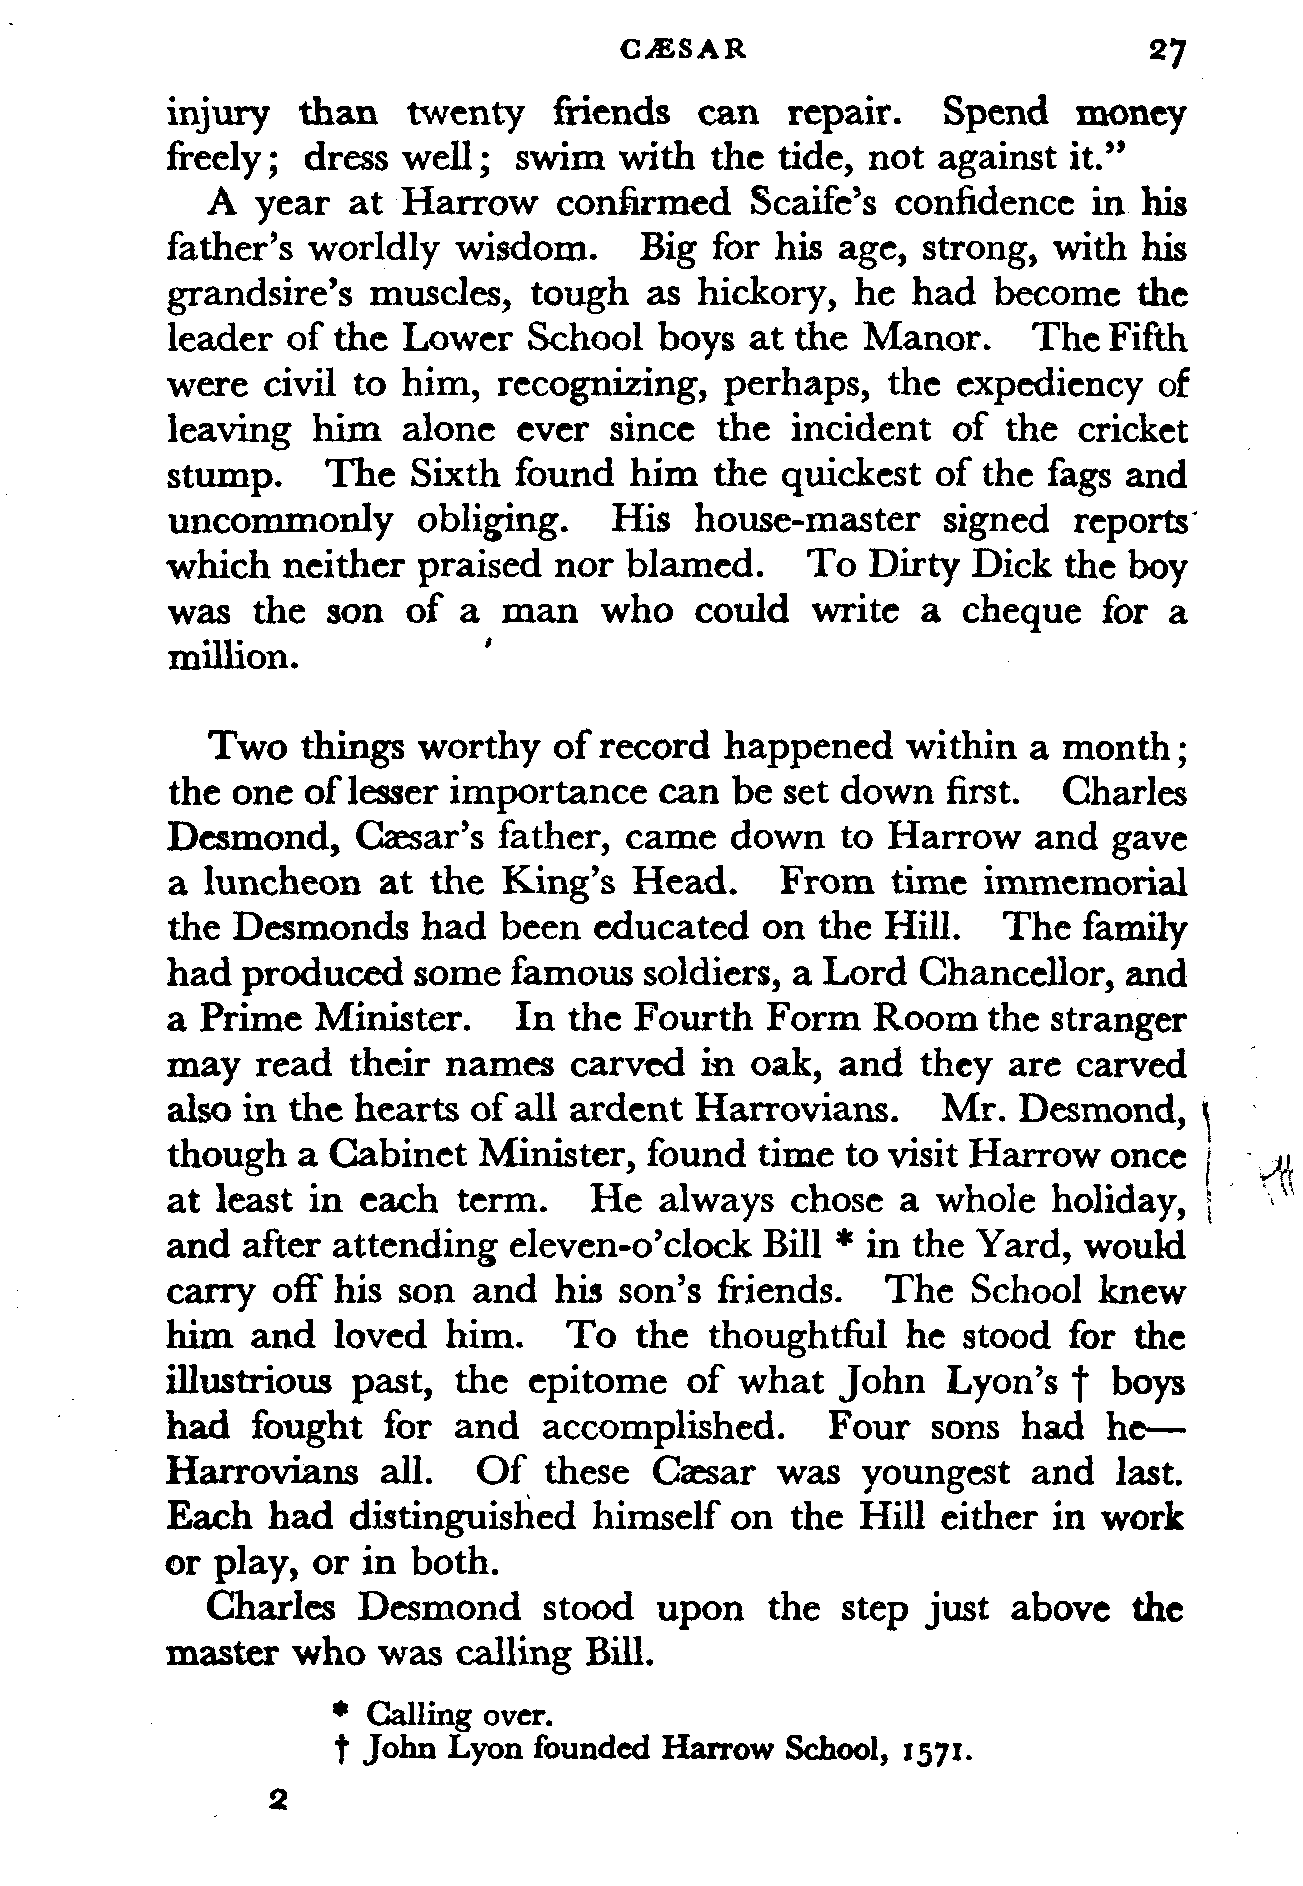 CÆSAR 27
injury than twenty friends can repair. Spend money
freely; dress well; swim with the tide, not against it.”
A year at Harrow confirmed Scaife’s confidence in his
father’s worldly wisdom. Big for his age, strong, with his
grandsire’s muscles, tough as hickory, he had become the
leader of the Lower School boys at the Manor. The Fifth
were civil to him, recognizing, perhaps, the expediency of
leaving him alone ever since the incident of the cricket
stump. The Sixth found him the quickest of the fags and
uncommonly obliging. His house-master signed reports
which neither praised nor blamed. To Dirty Dick the boy
was the son of a man who could write a cheque for a
million.
Two things worthy of record happened within a month;
the one of lesser importance can be set down first. Charles
Desmond, Cæsar’s father, came down to Harrow and gave
a luncheon at the King’s Head. From time immemorial
the Desmonds had been educated on the Hill. The family
had produced some famous soldiers, a Lord Chancellor, and
a Prime Minister. In the Fourth Form Room the stranger
may read their names carved in oak, and they are carved
also in the hearts of all ardent Harrovians. Mr. Desmond,
though a Cabinet Minister, found time to visit Harrow once
at least in each term. He always chose a whole holiday,
and after attending eleven-o’clock Bill * in the Yard, would
carry off his son and his son’s friends. The School knew
him and loved him. To the thoughtful he stood for the
illustrious past, the epitome of what John Lyon’s † boys
had fought for and accomplished. Four sons had he—
Harrovians all. Of these Cæsar was youngest and last.
Each had distinguished himself on the Hill either in work
or play, or in both.
Charles Desmond stood upon the step just above the
master who was calling Bill.
* Calling over.
† John Lyon founded Harrow School, 1571.
2